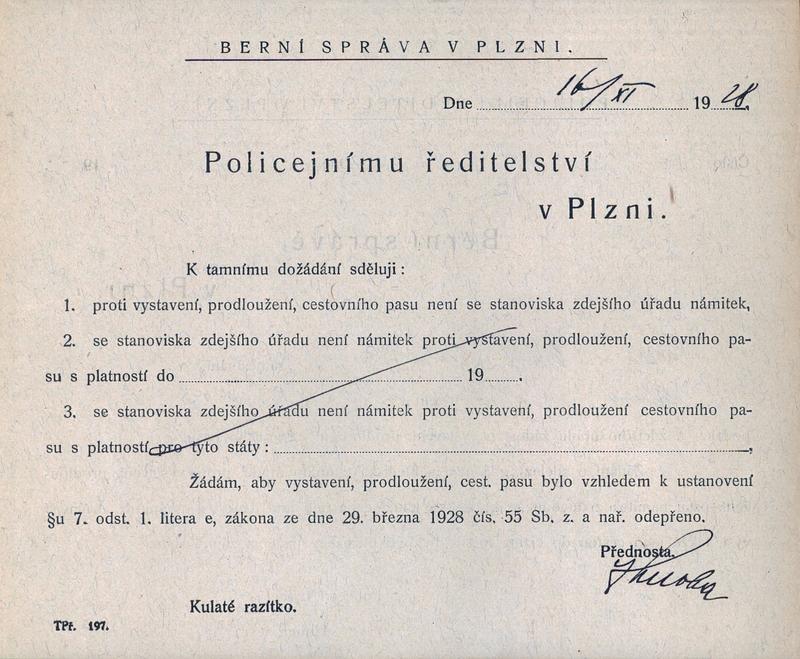 BERNÍ SPRÁVA V PLZNI.
Dne 16/XI 1928.
Policejnímu ředitelství
v Plzni.
K tamnímu dožádání sděluji:
1. proti vystavení, prodloužení, cestovního pasu není se stanoviska zdejšího úřadu námitek,
2. se stanoviska zdejšího úřadu není námitek proti vystavení, prodloužení, cestovního pa-
su s platností do 19 ,
3. se stanoviska zdejšího úřadu není námitek proti vystavení, prodloužení cestovního pa-
su s platností pro tyto státy: ,
Žádám, aby vystavení, prodloužení, cest. pasu bylo vzhledem k ustanovení
§u 7. odst. 1. litera e, zákona ze dne 29. března 1928 čís. 55 Sb. z. a nař. odepřeno.
Přednosta.
Kulaté razítko.
TPř. 197.